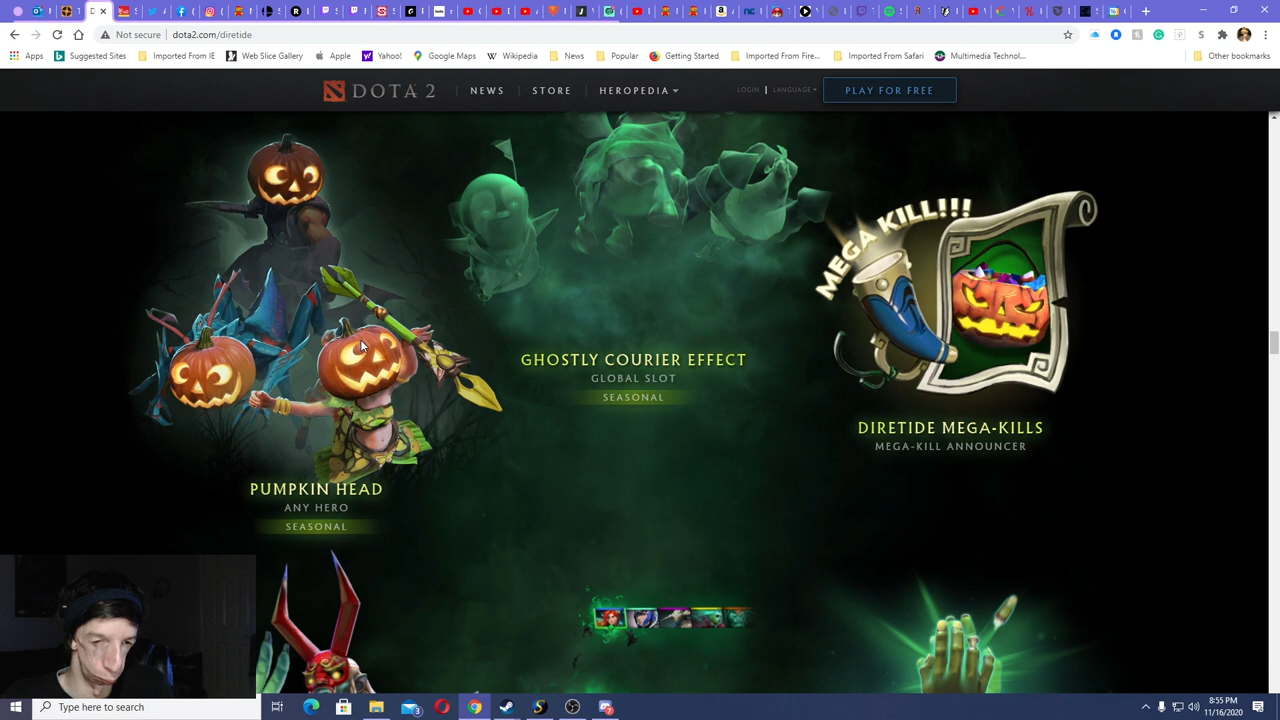 Not secure | dota2.com/diretide
Apps
Suggested Sites
Imported From IE
Web Slice Gallery
Apple
Yahoo!
Google Maps
Wikipedia
News
Popular
Getting Started
Imported From Fire...
Imported From Safari
Multimedia Technol...
Other bookmarks
DOTA 2
NEWS
STORE
HEROPEDIA
LOGIN | LANGUAGE
PLAY FOR FREE
MEGA KILL!!!
GHOSTLY COURIER EFFECT
GLOBAL SLOT
SEASONAL
DIRETIDE MEGA-KILLS
MEGA-KILL ANNOUNCER
PUMPKIN HEAD
ANY HERO
SEASONAL
Type here to search
3
7
8:55 PM
11/16/2020